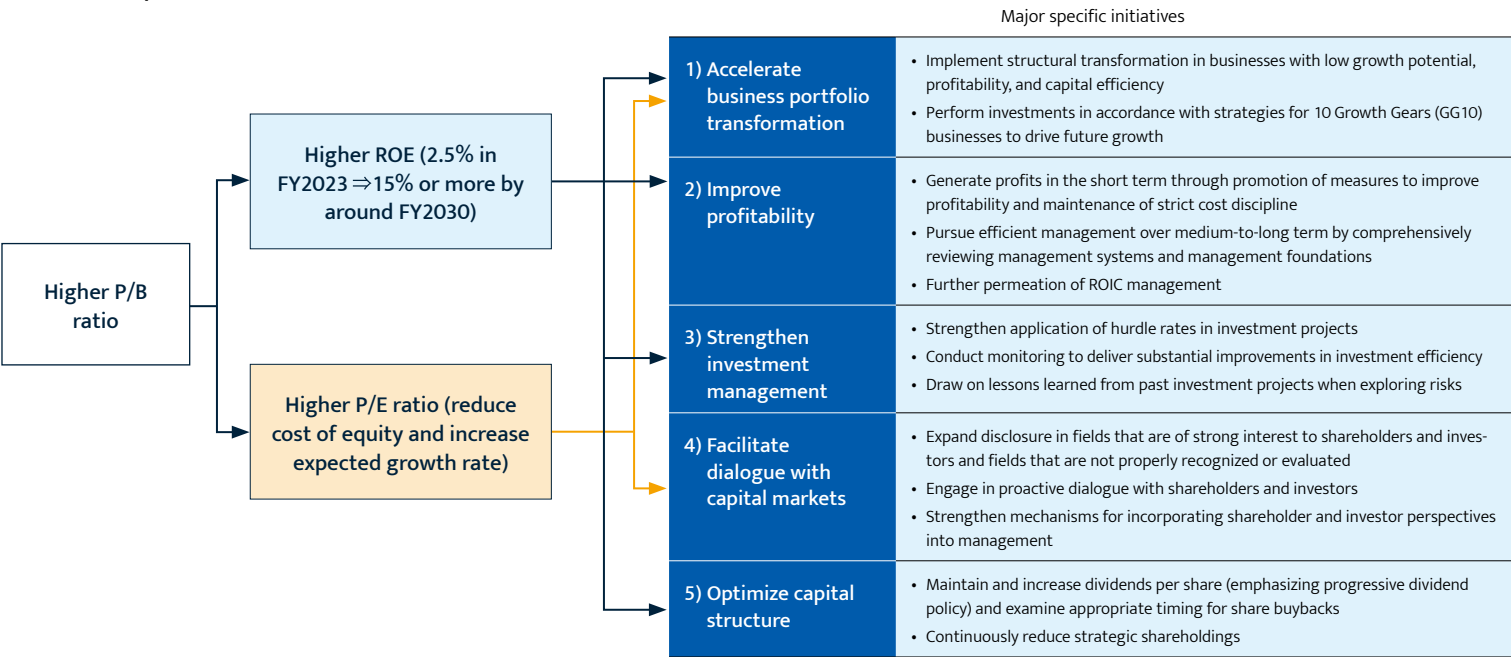 Major specific initiatives
Higher P/B
ratio
Higher ROE (2.5% in
FY2023 ⇒15% or more by
around FY2030)
Higher P/E ratio (reduce
cost of equity and increase
expected growth rate)
1) Accelerate
business portfolio
transformation
• Implement structural transformation in businesses with low growth potential,
profitability, and capital efficiency
• Perform investments in accordance with strategies for 10 Growth Gears (GG10)
businesses to drive future growth
2) Improve
profitability
• Generate profits in the short term through promotion of measures to improve
profitability and maintenance of strict cost discipline
• Pursue efficient management over medium-to-long term by comprehensively
reviewing management systems and management foundations
• Further permeation of ROIC management
3) Strengthen
investment
management
• Strengthen application of hurdle rates in investment projects
• Conduct monitoring to deliver substantial improvements in investment efficiency
• Draw on lessons learned from past investment projects when exploring risks
4) Facilitate
dialogue with
capital markets
• Expand disclosure in fields that are of strong interest to shareholders and inves-
tors and fields that are not properly recognized or evaluated
• Engage in proactive dialogue with shareholders and investors
• Strengthen mechanisms for incorporating shareholder and investor perspectives
into management
5) Optimize capital
structure
• Maintain and increase dividends per share (emphasizing progressive dividend
policy) and examine appropriate timing for share buybacks
• Continuously reduce strategic shareholdings